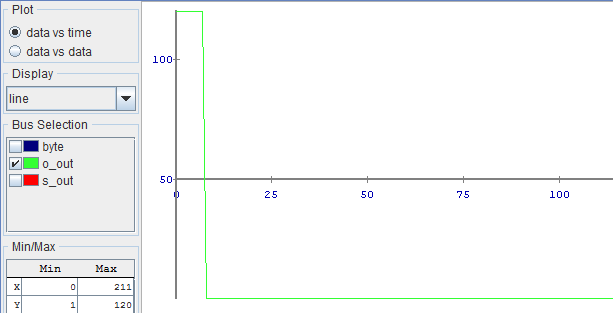 Plot
data vs time
data vs data
Display
line
Bus Selection
byte
o_out
s_out
Min/Max
Min Max
X 0 211
Y 1 120
100
50
0 25 50 75 100